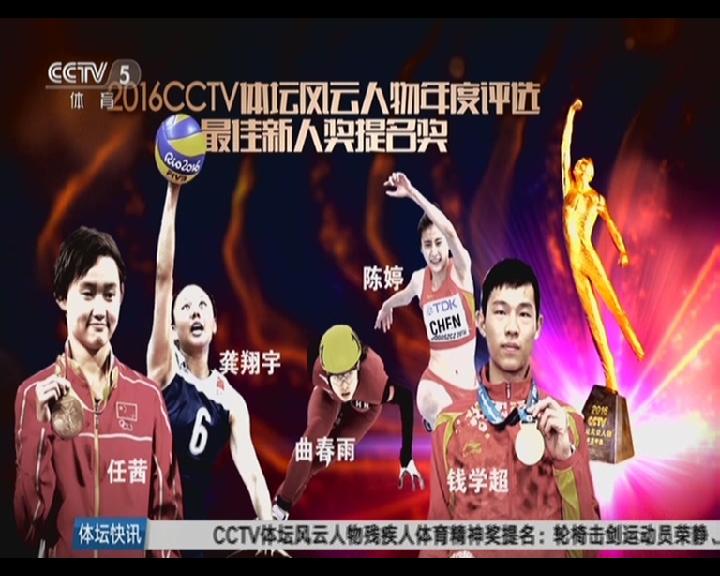 CCTV 5
体育
2016CCTV体坛风云人物年度评选
最佳新人奖提名奖
Rio2016
FIVB
陈婷
TDK
CHEN
龚翔宇
6
曲春雨
任茜
钱学超
2016
CCTV
体坛快讯
CCTV体坛风云人物残疾人体育精神奖提名：轮椅击剑运动员荣静、